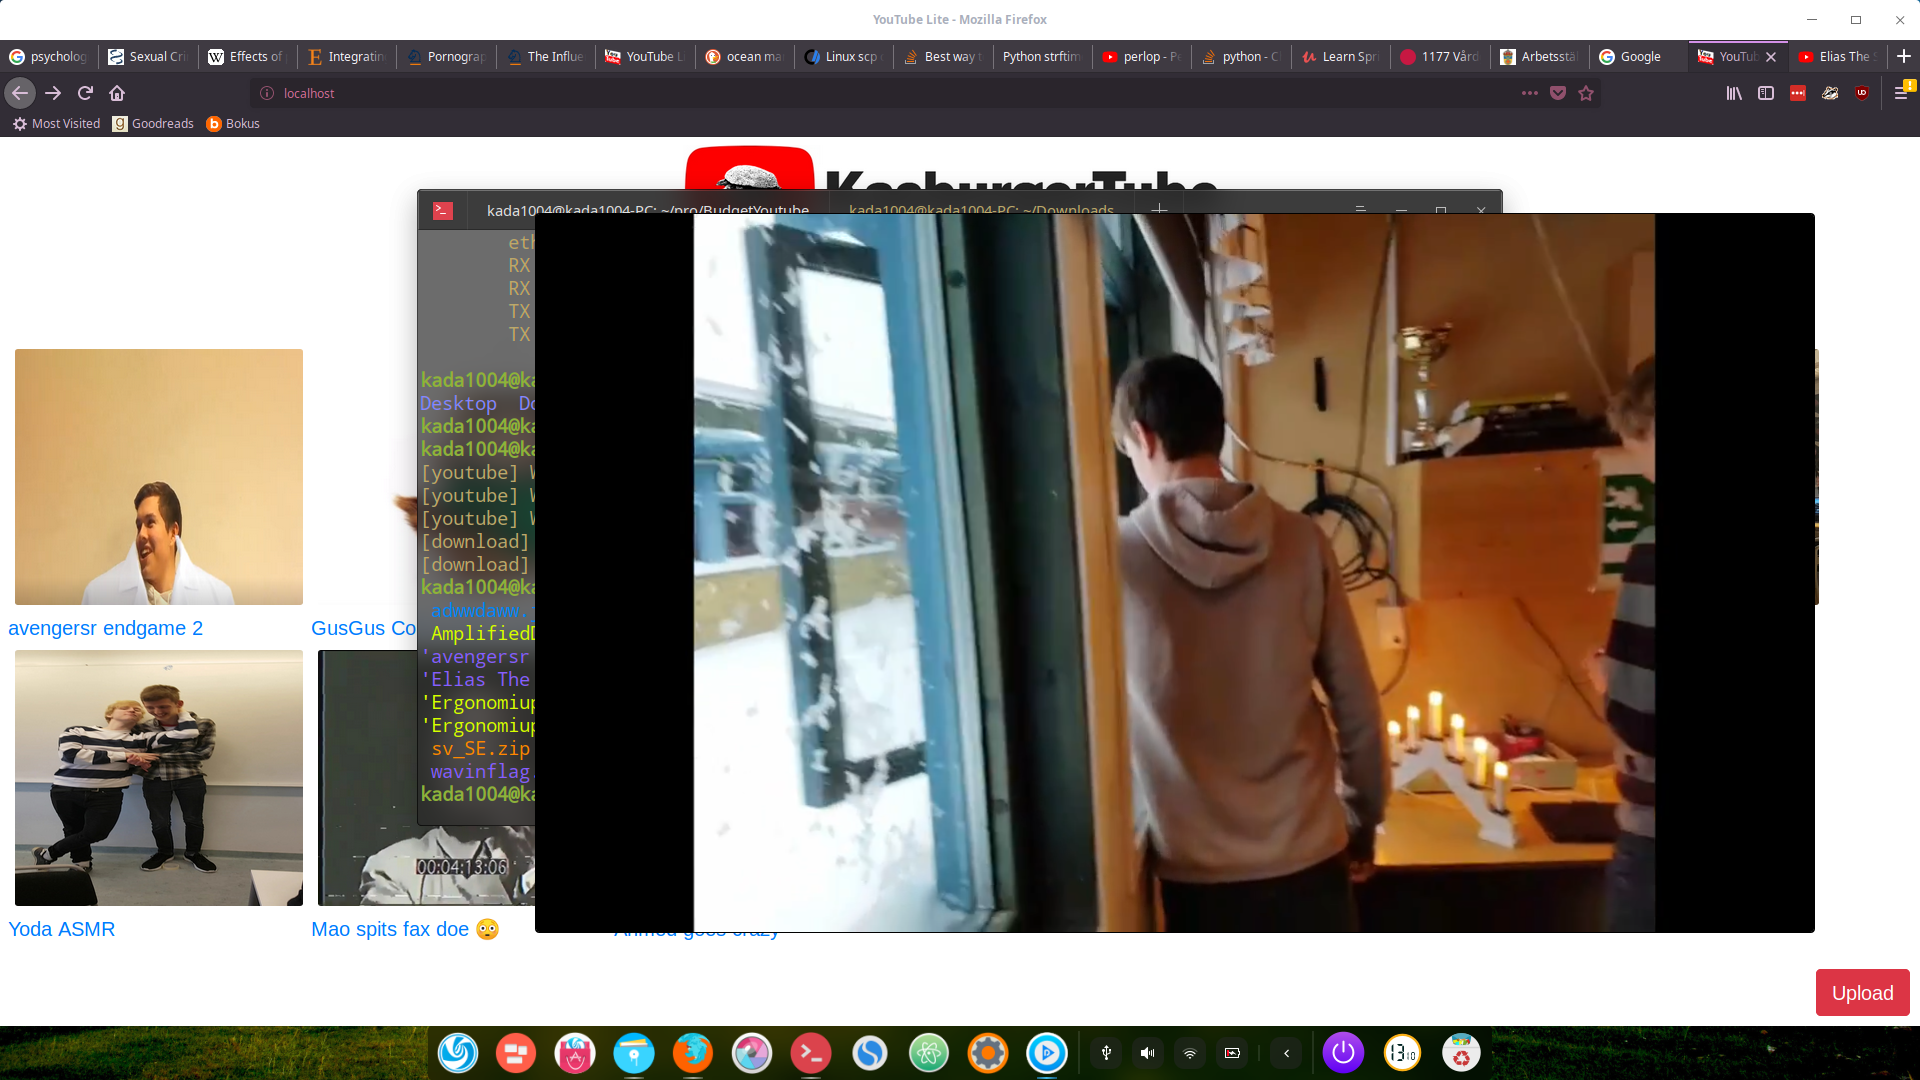 YouTube Lite - Mozilla Firefox
psycholog
Sexual Cri
Effects of
Integratin
Pornograp
The Influe
YouTube L
ocean ma
Linux scp
Best way t
Python strftim
perlop - Pe
python - C
Learn Spri
1177 Vård
Arbetsstäl
Google
YouTub
Elias The S
localhost
Most Visited
Goodreads
Bokus
KasburgerTube
kada1004@kada1004-PC: ~/pro/BudgetYoutube
kada1004@kada1004-PC: ~/Downloads
eth
RX
RX
TX
TX
kada1004@ka
Desktop Do
kada1004@ka
kada1004@ka
[youtube] W
[youtube] W
[youtube] W
[download]
[download]
kada1004@ka
adwwdaww.
AmplifiedD
'avengersr
'Elias The
'Ergonomiup
'Ergonomiup
sv_SE.zip
wavinflag.
kada1004@ka
avengersr endgame 2
GusGus Co
00:04:13:06
Yoda ASMR
Mao spits fax doe 😳
Ahmed goes crazy
Upload
13 10